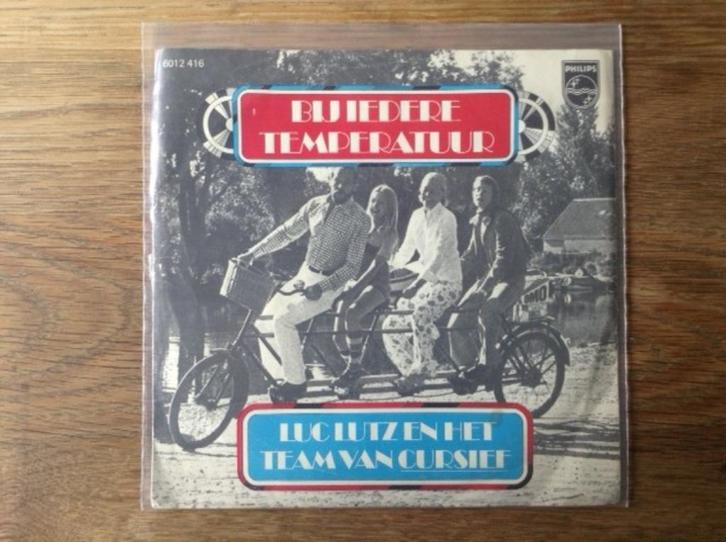 6012 416
PHILIPS
BIJ IEDERE
TEMPERATUUR
LUC LUTZ EN HET
TEAM VAN CURSIEF